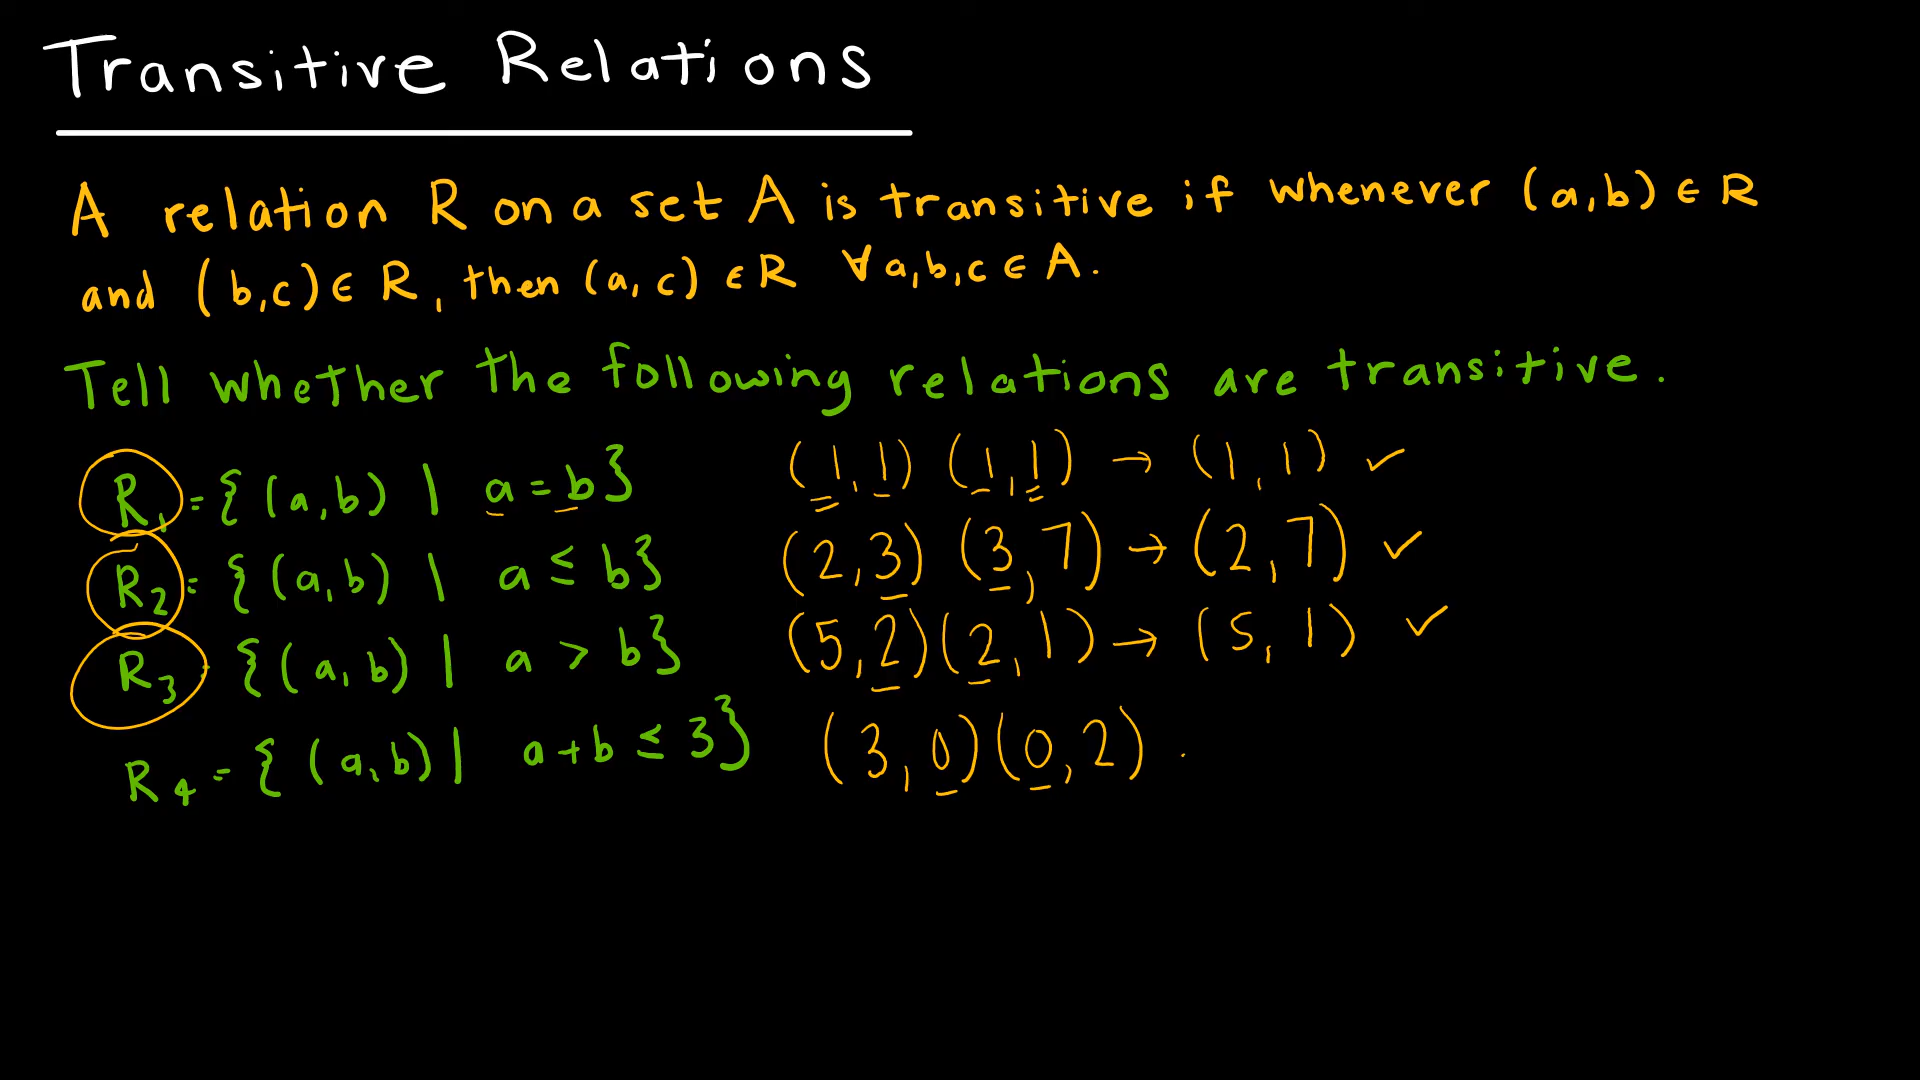 Transitive Relations
A relation R on a set A is transitive if whenever (a,b) ∈ R
and (b,c) ∈ R, then (a,c) ∈ R ∀a,b,c ∈ A.
Tell whether the following relations are transitive.
R₁ = {(a,b) | a = b} (1,1) (1,1) → (1,1) ✓
R₂ = {(a,b) | a ≤ b} (2,3) (3,7) → (2,7) ✓
R₃ = {(a,b) | a > b} (5,2)(2,1) → (5,1) ✓
R₄ = {(a,b) | a+b ≤ 3} (3,0)(0,2)